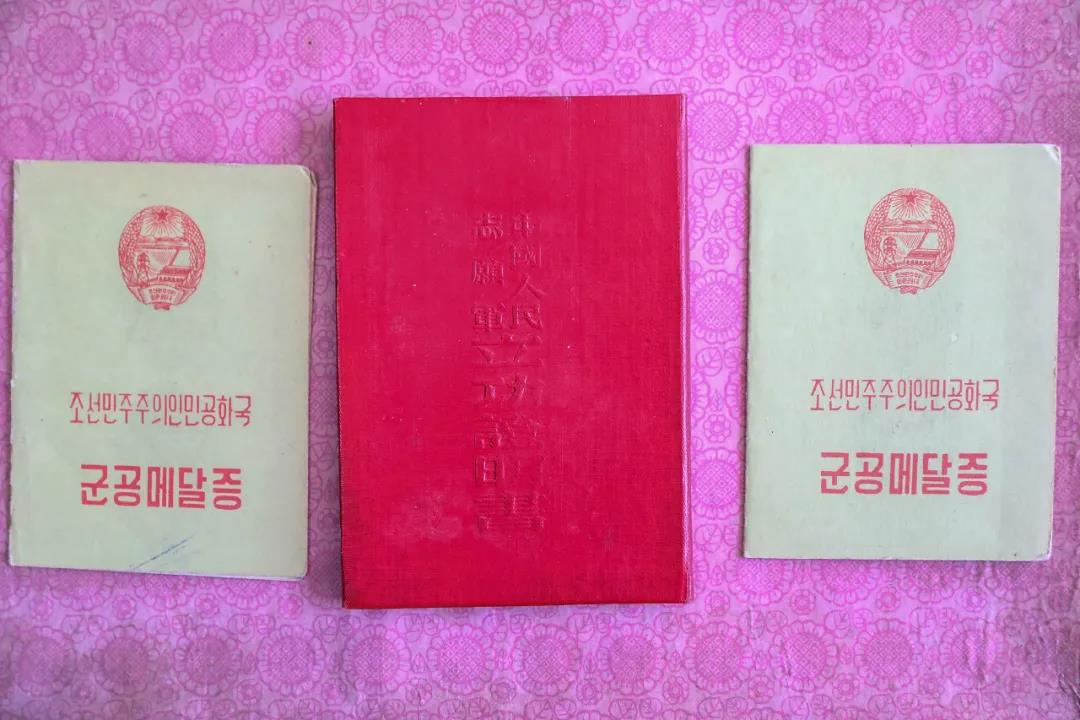 조선민주주의인민공화국
군공메달증
中國人民
志願軍
立功證明書
조선민주주의인민공화국
군공메달증